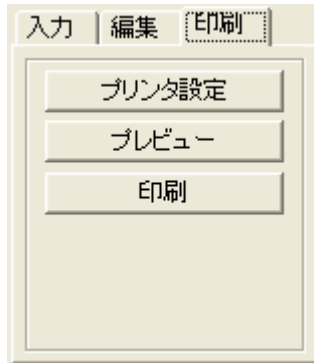 入力 編集 印刷
プリンタ設定
プレビュー
印刷